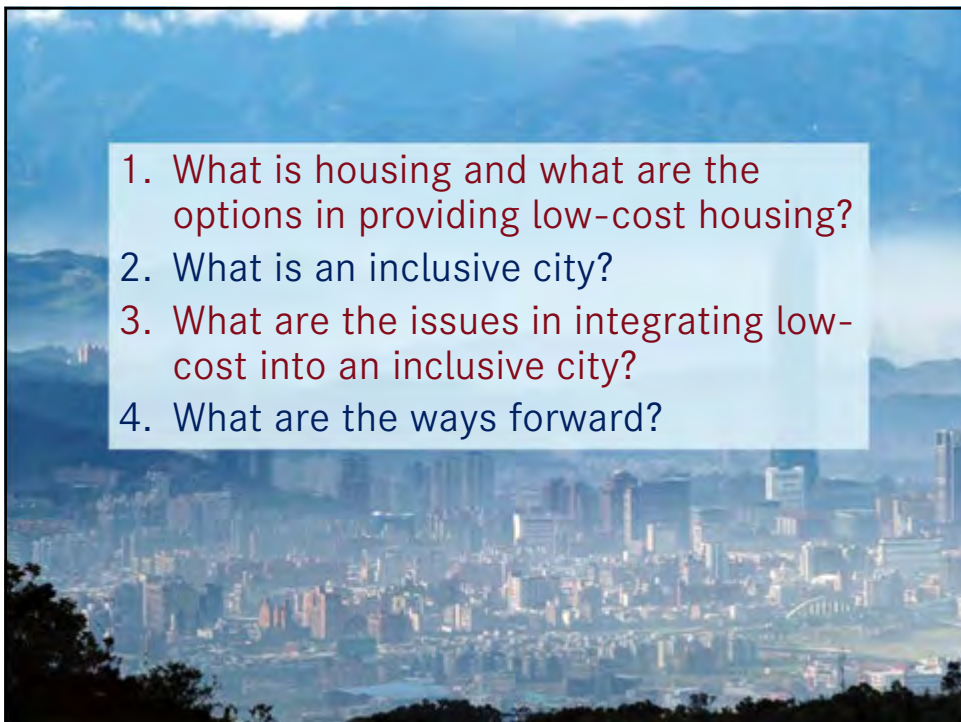 1. What is housing and what are the
options in providing low-cost housing?
2. What is an inclusive city?
3. What are the issues in integrating low-
cost into an inclusive city?
4. What are the ways forward?